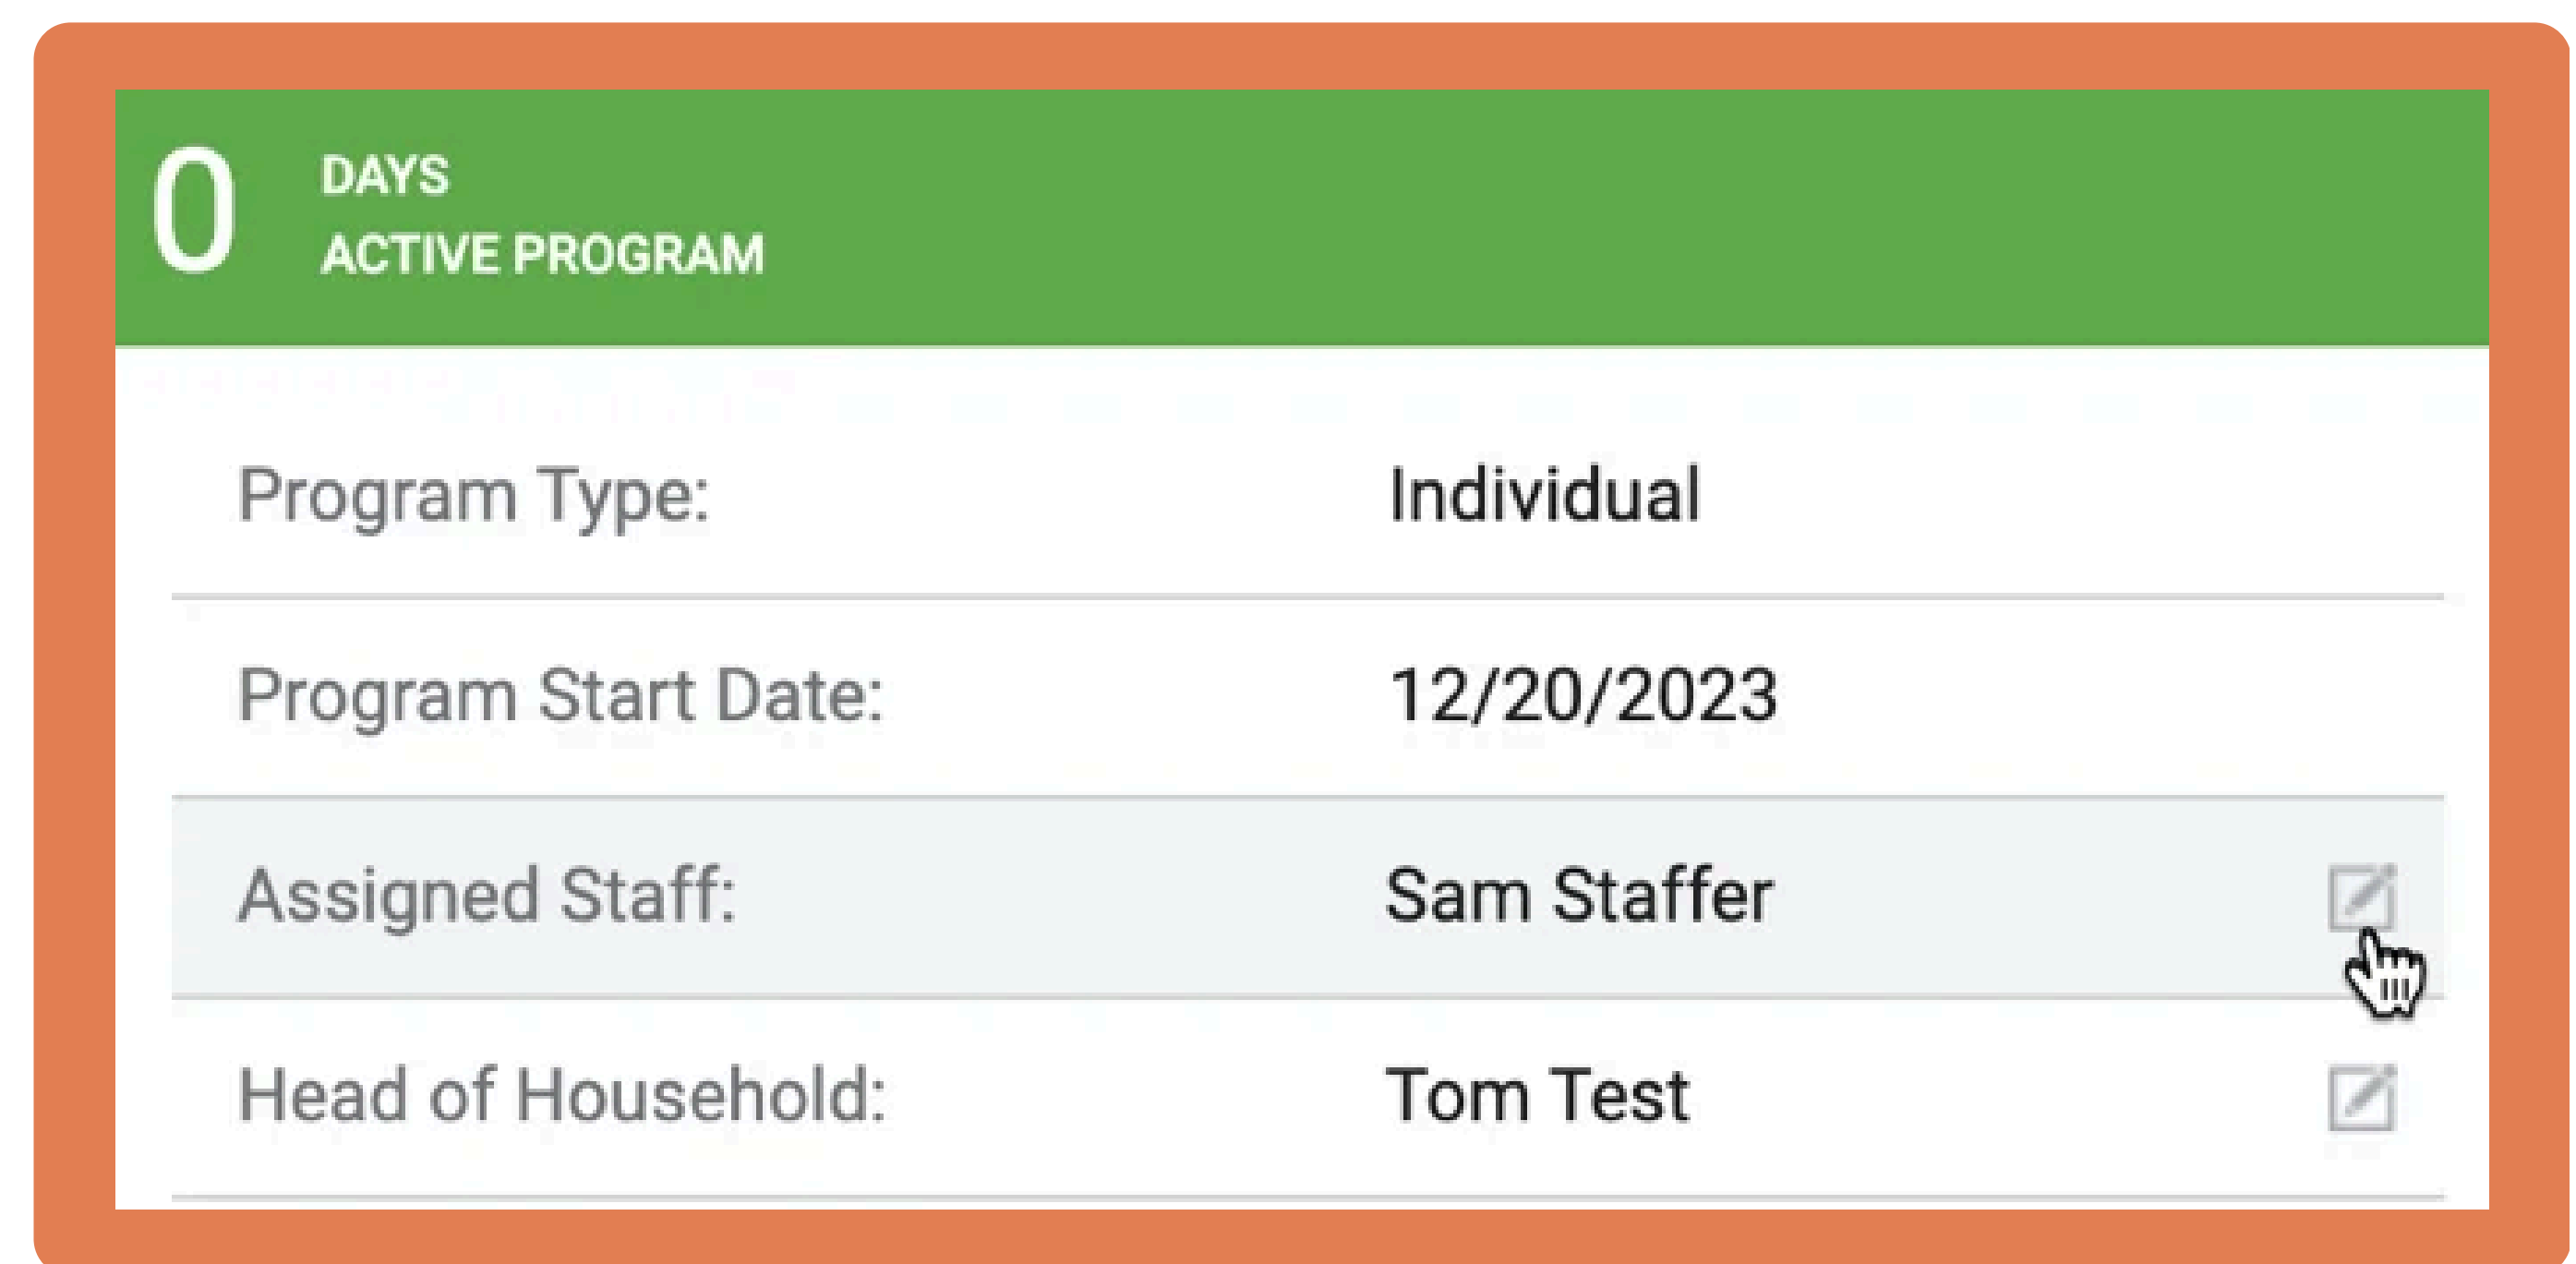 0 DAYS
ACTIVE PROGRAM
Program Type: Individual
Program Start Date: 12/20/2023
Assigned Staff: Sam Staffer
Head of Household: Tom Test